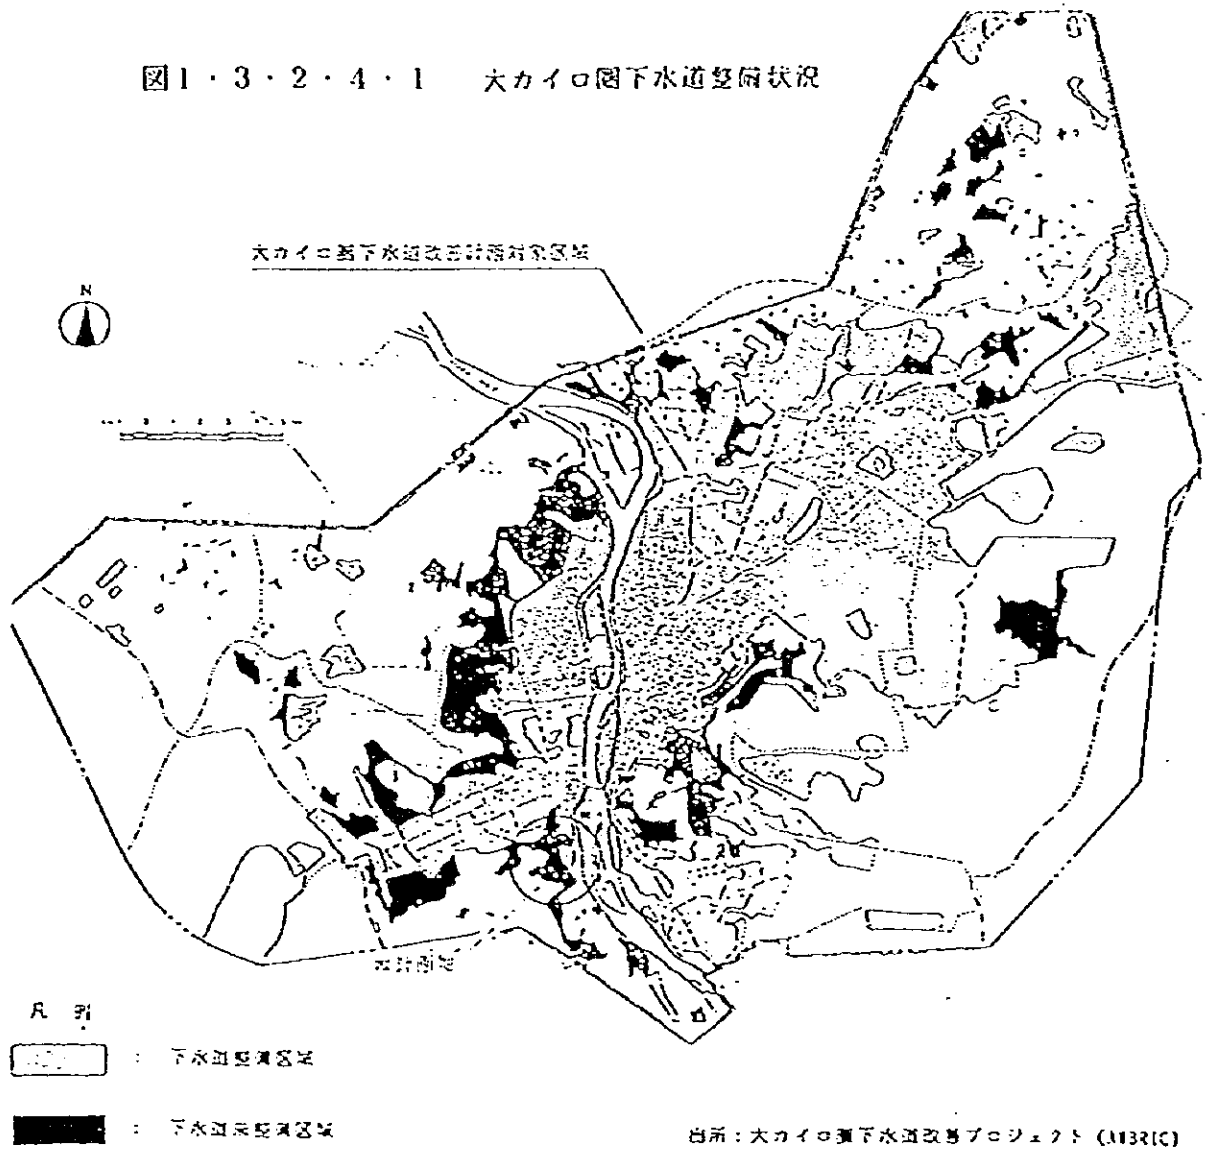 図1・3・2・4・1 大カイロ圏下水道整備状況
大カイロ圏下水道改善計画対象区域
N
凡 例
: 下水道整備区域
: 下水道未整備区域
出所:大カイロ圏下水道改善プロジェクト